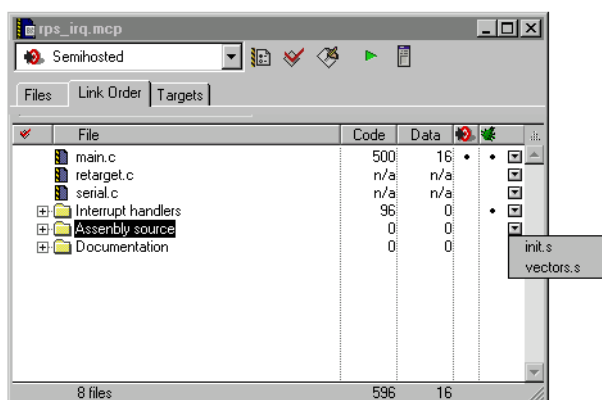 rps_irq.mcp
Semihosted
Files Link Order Targets
File Code Data
main.c 500 16
retarget.c n/a n/a
serial.c n/a n/a
Interrupt handlers 96 0
Assembly source 0 0
Documentation 0 0
init.s
vectors.s
8 files 596 16